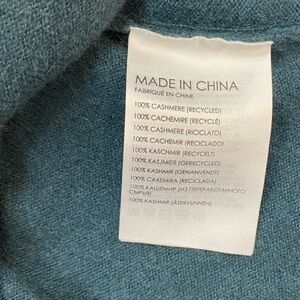 MADE IN CHINA
FABRIQUÉ EN CHINE
100% CASHMERE (RECYCLED)
100% CACHEMIRE (RECYCLÉ)
100% CASHMERE (RICICLATO)
100% CACHEMIR (RECICLADO)
100% KASCHMIR (RECYCELT)
100% KASJMIER (GERECYCLED)
100% KASHMIR (GENANVENDT)
100% CAXEMIRA (RECICLADA)
100% КАШЕМИР (ИЗ ПЕРЕРАБОТАННОГО
СЫРЬЯ)
100% KASHMIR (ÅTERVUNNEN)